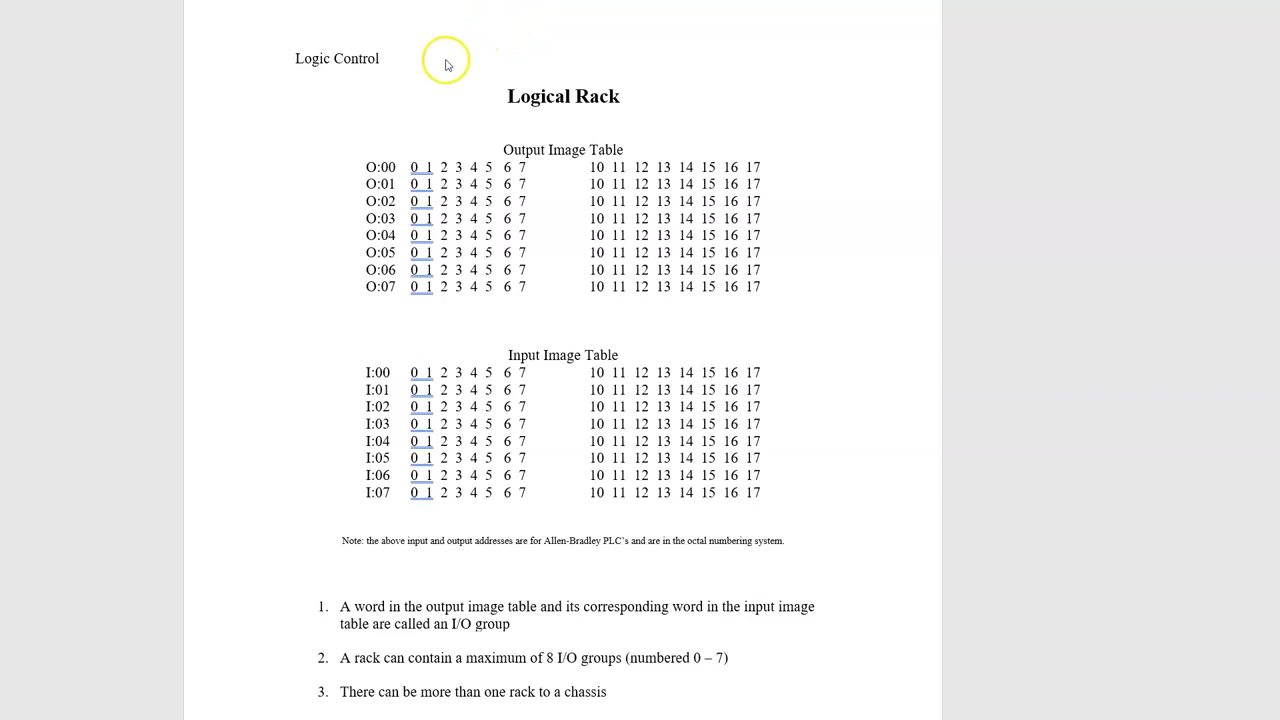 Logic Control
Logical Rack
Output Image Table
O:00 0 1 2 3 4 5 6 7 10 11 12 13 14 15 16 17
O:01 0 1 2 3 4 5 6 7 10 11 12 13 14 15 16 17
O:02 0 1 2 3 4 5 6 7 10 11 12 13 14 15 16 17
O:03 0 1 2 3 4 5 6 7 10 11 12 13 14 15 16 17
O:04 0 1 2 3 4 5 6 7 10 11 12 13 14 15 16 17
O:05 0 1 2 3 4 5 6 7 10 11 12 13 14 15 16 17
O:06 0 1 2 3 4 5 6 7 10 11 12 13 14 15 16 17
O:07 0 1 2 3 4 5 6 7 10 11 12 13 14 15 16 17
Input Image Table
I:00 0 1 2 3 4 5 6 7 10 11 12 13 14 15 16 17
I:01 0 1 2 3 4 5 6 7 10 11 12 13 14 15 16 17
I:02 0 1 2 3 4 5 6 7 10 11 12 13 14 15 16 17
I:03 0 1 2 3 4 5 6 7 10 11 12 13 14 15 16 17
I:04 0 1 2 3 4 5 6 7 10 11 12 13 14 15 16 17
I:05 0 1 2 3 4 5 6 7 10 11 12 13 14 15 16 17
I:06 0 1 2 3 4 5 6 7 10 11 12 13 14 15 16 17
I:07 0 1 2 3 4 5 6 7 10 11 12 13 14 15 16 17
Note: the above input and output addresses are for Allen-Bradley PLC's and are in the octal numbering system.
1. A word in the output image table and its corresponding word in the input image
table are called an I/O group
2. A rack can contain a maximum of 8 I/O groups (numbered 0 – 7)
3. There can be more than one rack to a chassis